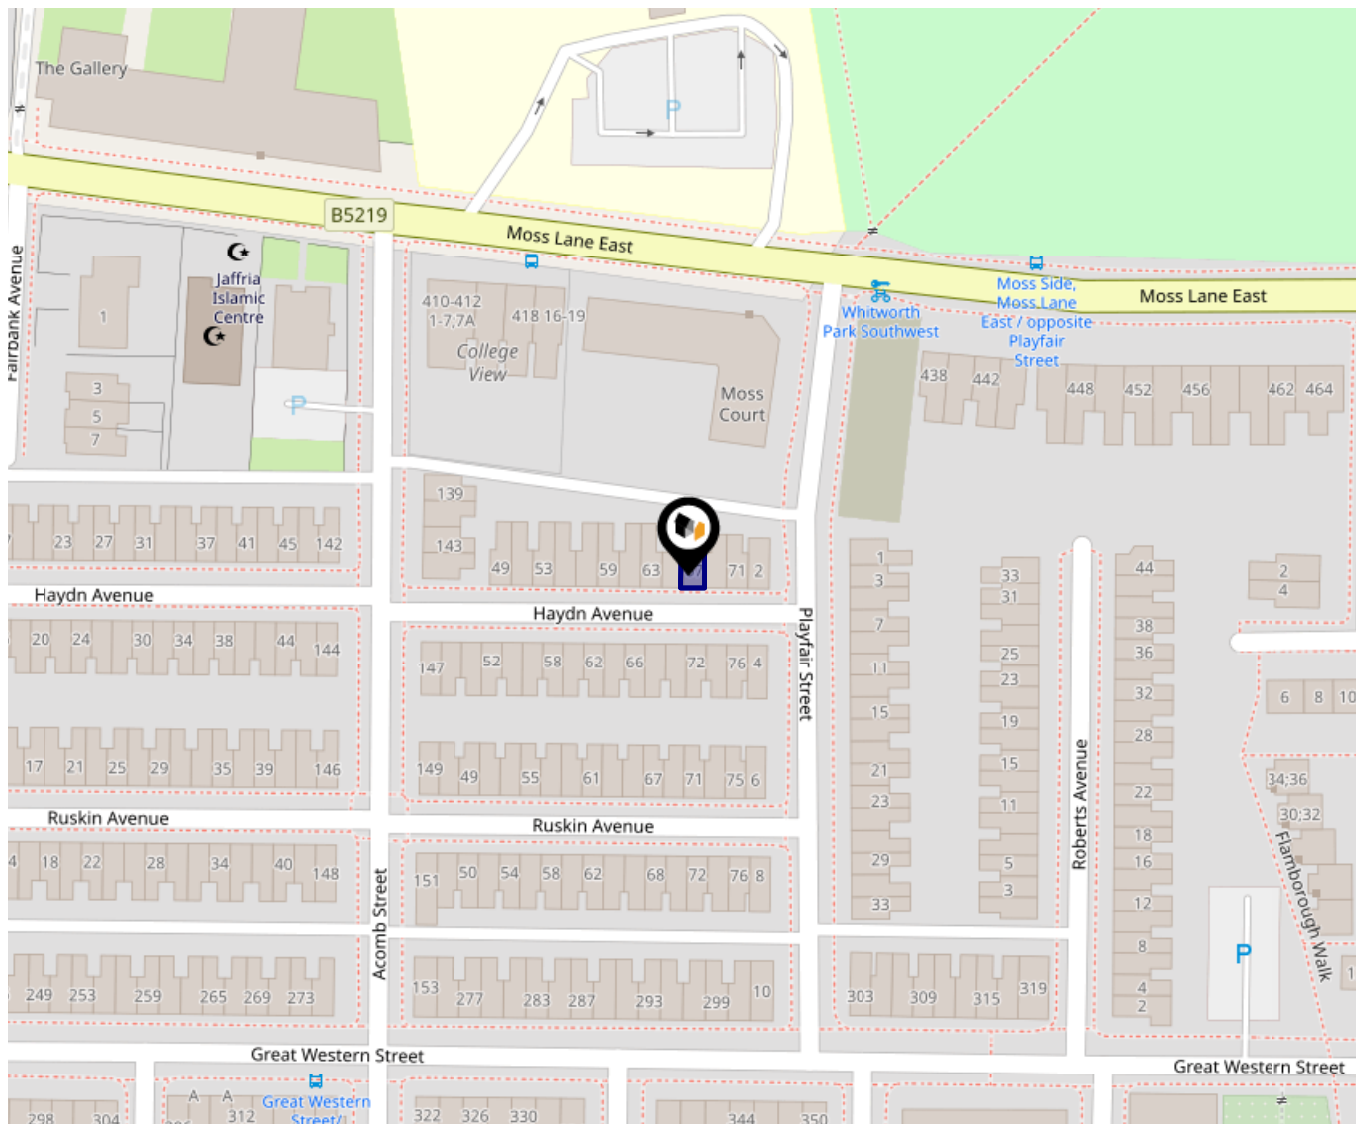 The Gallery
P
B5219
Moss Lane East
Fairbank Avenue
Jaffria
Islamic
Centre
1
3
5
7
P
410-412
1-7,7A
418 16-19
College
View
Moss
Court
Whitworth
Park Southwest
Moss Side,
Moss Lane
East / opposite
Playfair
Street
Moss Lane East
438 442 448 452 456 462 464
139
143
23 27 31 37 41 45 142
49 53 59 63 71 2
Haydn Avenue
Haydn Avenue
20 24 30 34 38 44 144
147 52 58 62 66 72 76 4
Playfair Street
1
3
7
11
15
21
23
29
33
33
31
25
23
19
15
11
5
3
Roberts Avenue
44
38
36
32
28
22
18
16
12
8
4
2
2
4
6 8 10
34;36
30;32
Flamborough Walk
P
17 21 25 29 35 39 146
149 49 55 61 67 71 75 6
Ruskin Avenue
Ruskin Avenue
4 18 22 28 34 40 148
151 50 54 58 62 68 72 76 8
Acomb Street
249 253 259 265 269 273
153 277 283 287 293 299 10
303 309 315 319
Great Western Street
Great Western Street
A A
298 304 312
Great Western
Street/
322 326 330 344 350